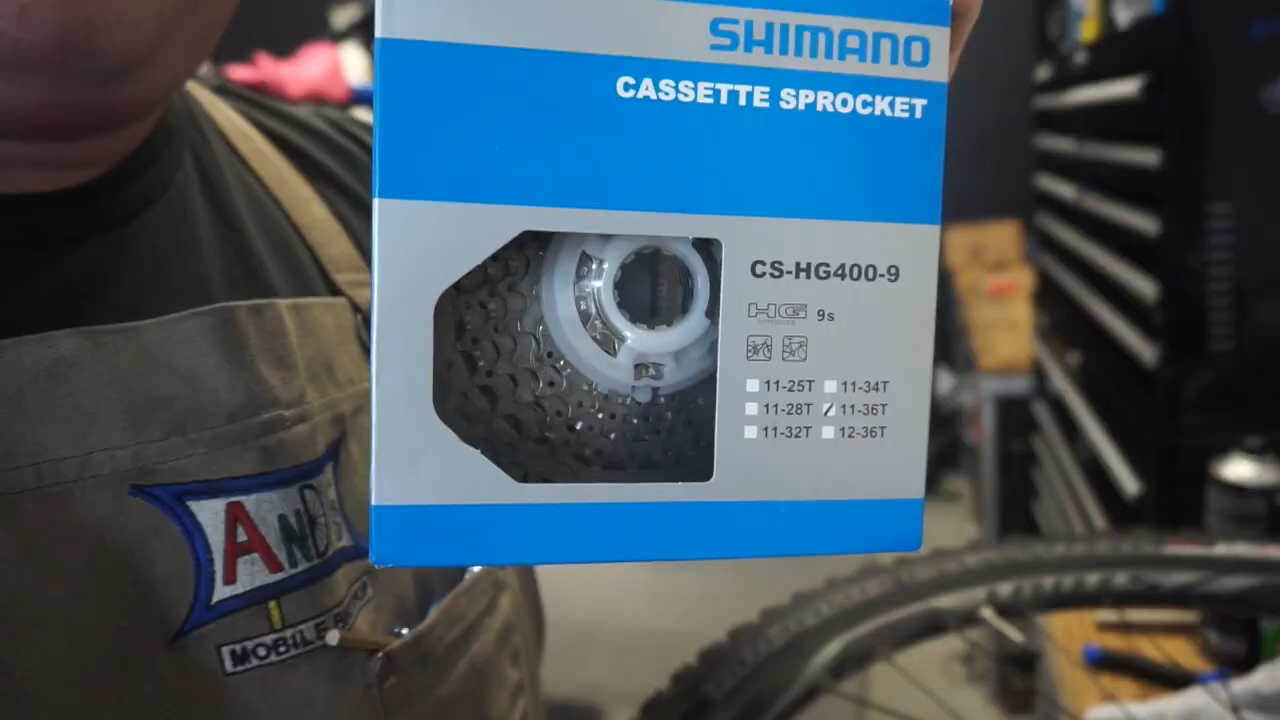 SHIMANO
CASSETTE SPROCKET
CS-HG400-9
HG 9s
11-25T 11-34T
11-28T 11-36T
11-32T 12-36T
AND
MOBILE